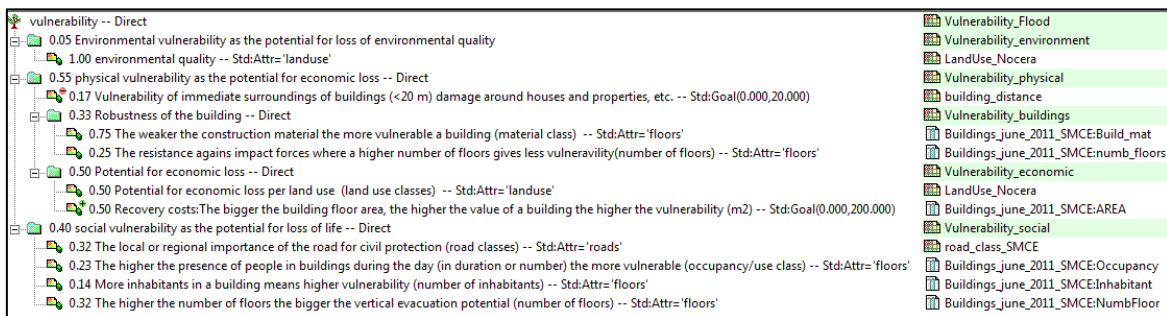 vulnerability -- Direct Vulnerability_Flood
0.05 Environmental vulnerability as the potential for loss of environmental quality Vulnerability_environment
1.00 environmental quality -- Std:Attr='landuse' LandUse_Nocera
0.55 physical vulnerability as the potential for economic loss -- Direct Vulnerability_physical
0.17 Vulnerability of immediate surroundings of buildings (<20 m) damage around houses and properties, etc. -- Std:Goal(0.000,20.000) building_distance
0.33 Robustness of the building -- Direct Vulnerability_buildings
0.75 The weaker the construction material the more vulnerable a building (material class) -- Std:Attr='floors' Buildings_june_2011_SMCE:Build_mat
0.25 The resistance agains impact forces where a higher number of floors gives less vulneravility(number of floors) -- Std:Attr='floors' Buildings_june_2011_SMCE:numb_floors
0.50 Potential for economic loss -- Direct Vulnerability_economic
0.50 Potential for economic loss per land use (land use classes) -- Std:Attr='landuse' LandUse_Nocera
0.50 Recovery costs:The bigger the building floor area, the higher the value of a building the higher the vulnerability (m2) -- Std:Goal(0.000,200.000) Buildings_june_2011_SMCE:AREA
0.40 social vulnerability as the potential for loss of life -- Direct Vulnerability_social
0.32 The local or regional importance of the road for civil protection (road classes) -- Std:Attr='roads' road_class_SMCE
0.23 The higher the presence of people in buildings during the day (in duration or number) the more vulnerable (occupancy/use class) -- Std:Attr='floors' Buildings_june_2011_SMCE:Occupancy
0.14 More inhabitants in a building means higher vulnerability (number of inhabitants) -- Std:Attr='floors' Buildings_june_2011_SMCE:Inhabitant
0.32 The higher the number of floors the bigger the vertical evacuation potential (number of floors) -- Std:Attr='floors' Buildings_june_2011_SMCE:NumbFloor